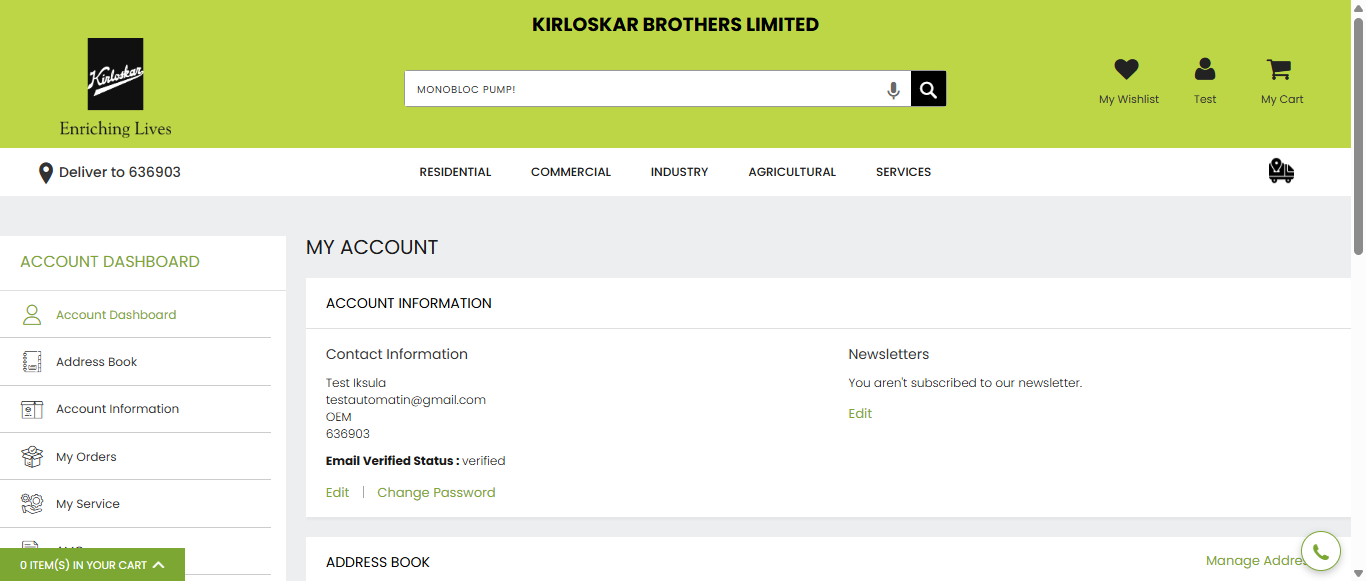 KIRLOSKAR BROTHERS LIMITED
Kirloskar
Enriching Lives
MONOBLOC PUMP!
My Wishlist
Test
My Cart
Deliver to 636903
RESIDENTIAL
COMMERCIAL
INDUSTRY
AGRICULTURAL
SERVICES
ACCOUNT DASHBOARD
Account Dashboard
Address Book
Account Information
My Orders
My Service
0 ITEM(S) IN YOUR CART
MY ACCOUNT
ACCOUNT INFORMATION
Contact Information
Test Iksula
testautomatin@gmail.com
OEM
636903
Email Verified Status : verified
Edit | Change Password
Newsletters
You aren't subscribed to our newsletter.
Edit
ADDRESS BOOK
Manage